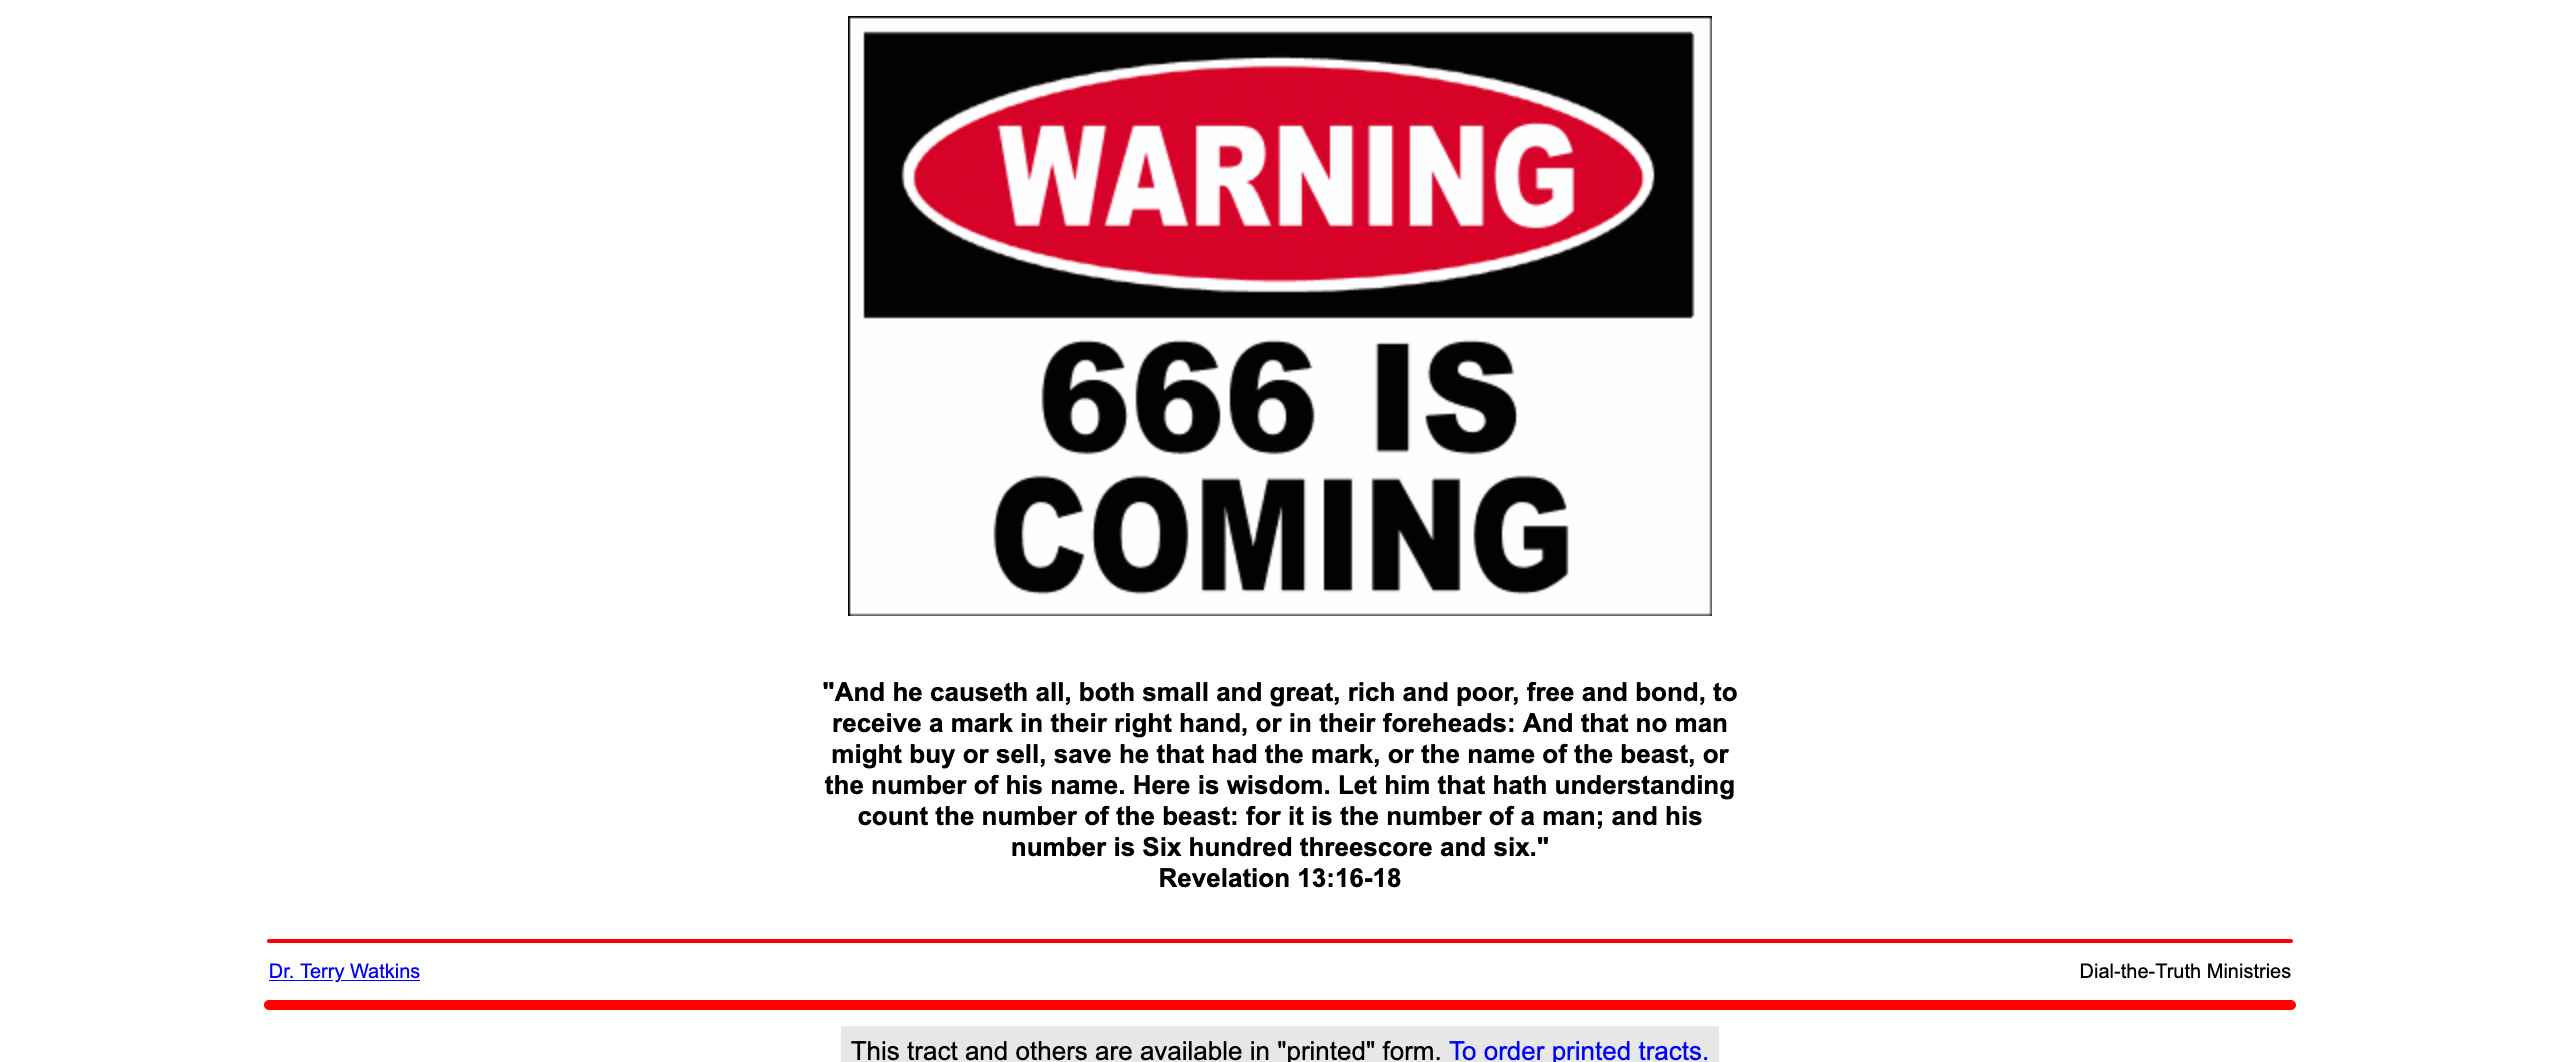 WARNING
666 IS
COMING
"And he causeth all, both small and great, rich and poor, free and bond, to
receive a mark in their right hand, or in their foreheads: And that no man
might buy or sell, save he that had the mark, or the name of the beast, or
the number of his name. Here is wisdom. Let him that hath understanding
count the number of the beast: for it is the number of a man; and his
number is Six hundred threescore and six."
Revelation 13:16-18
Dr. Terry Watkins
Dial-the-Truth Ministries
This tract and others are available in "printed" form. To order printed tracts.